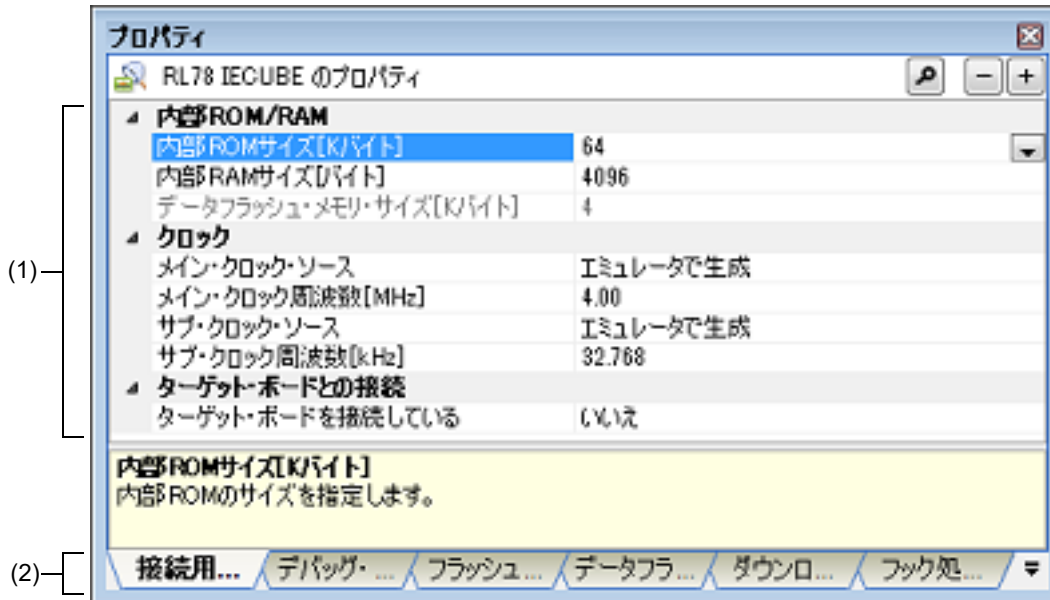 プロパティ
RL78 IECUBE のプロパティ
(1)
内部ROM/RAM
内部ROMサイズ[Kバイト] 64
内部RAMサイズ[バイト] 4096
データフラッシュ・メモリ・サイズ[Kバイト] 4
クロック
メイン・クロック・ソース エミュレータで生成
メイン・クロック周波数[MHz] 4.00
サブ・クロック・ソース エミュレータで生成
サブ・クロック周波数[kHz] 32.768
ターゲット・ボードとの接続
ターゲット・ボードを接続している いいえ
内部ROMサイズ[Kバイト]
内部ROMのサイズを指定します。
(2)
接続用... デバッグ・ ... フラッシュ... データフラ... ダウンロ... フック処...